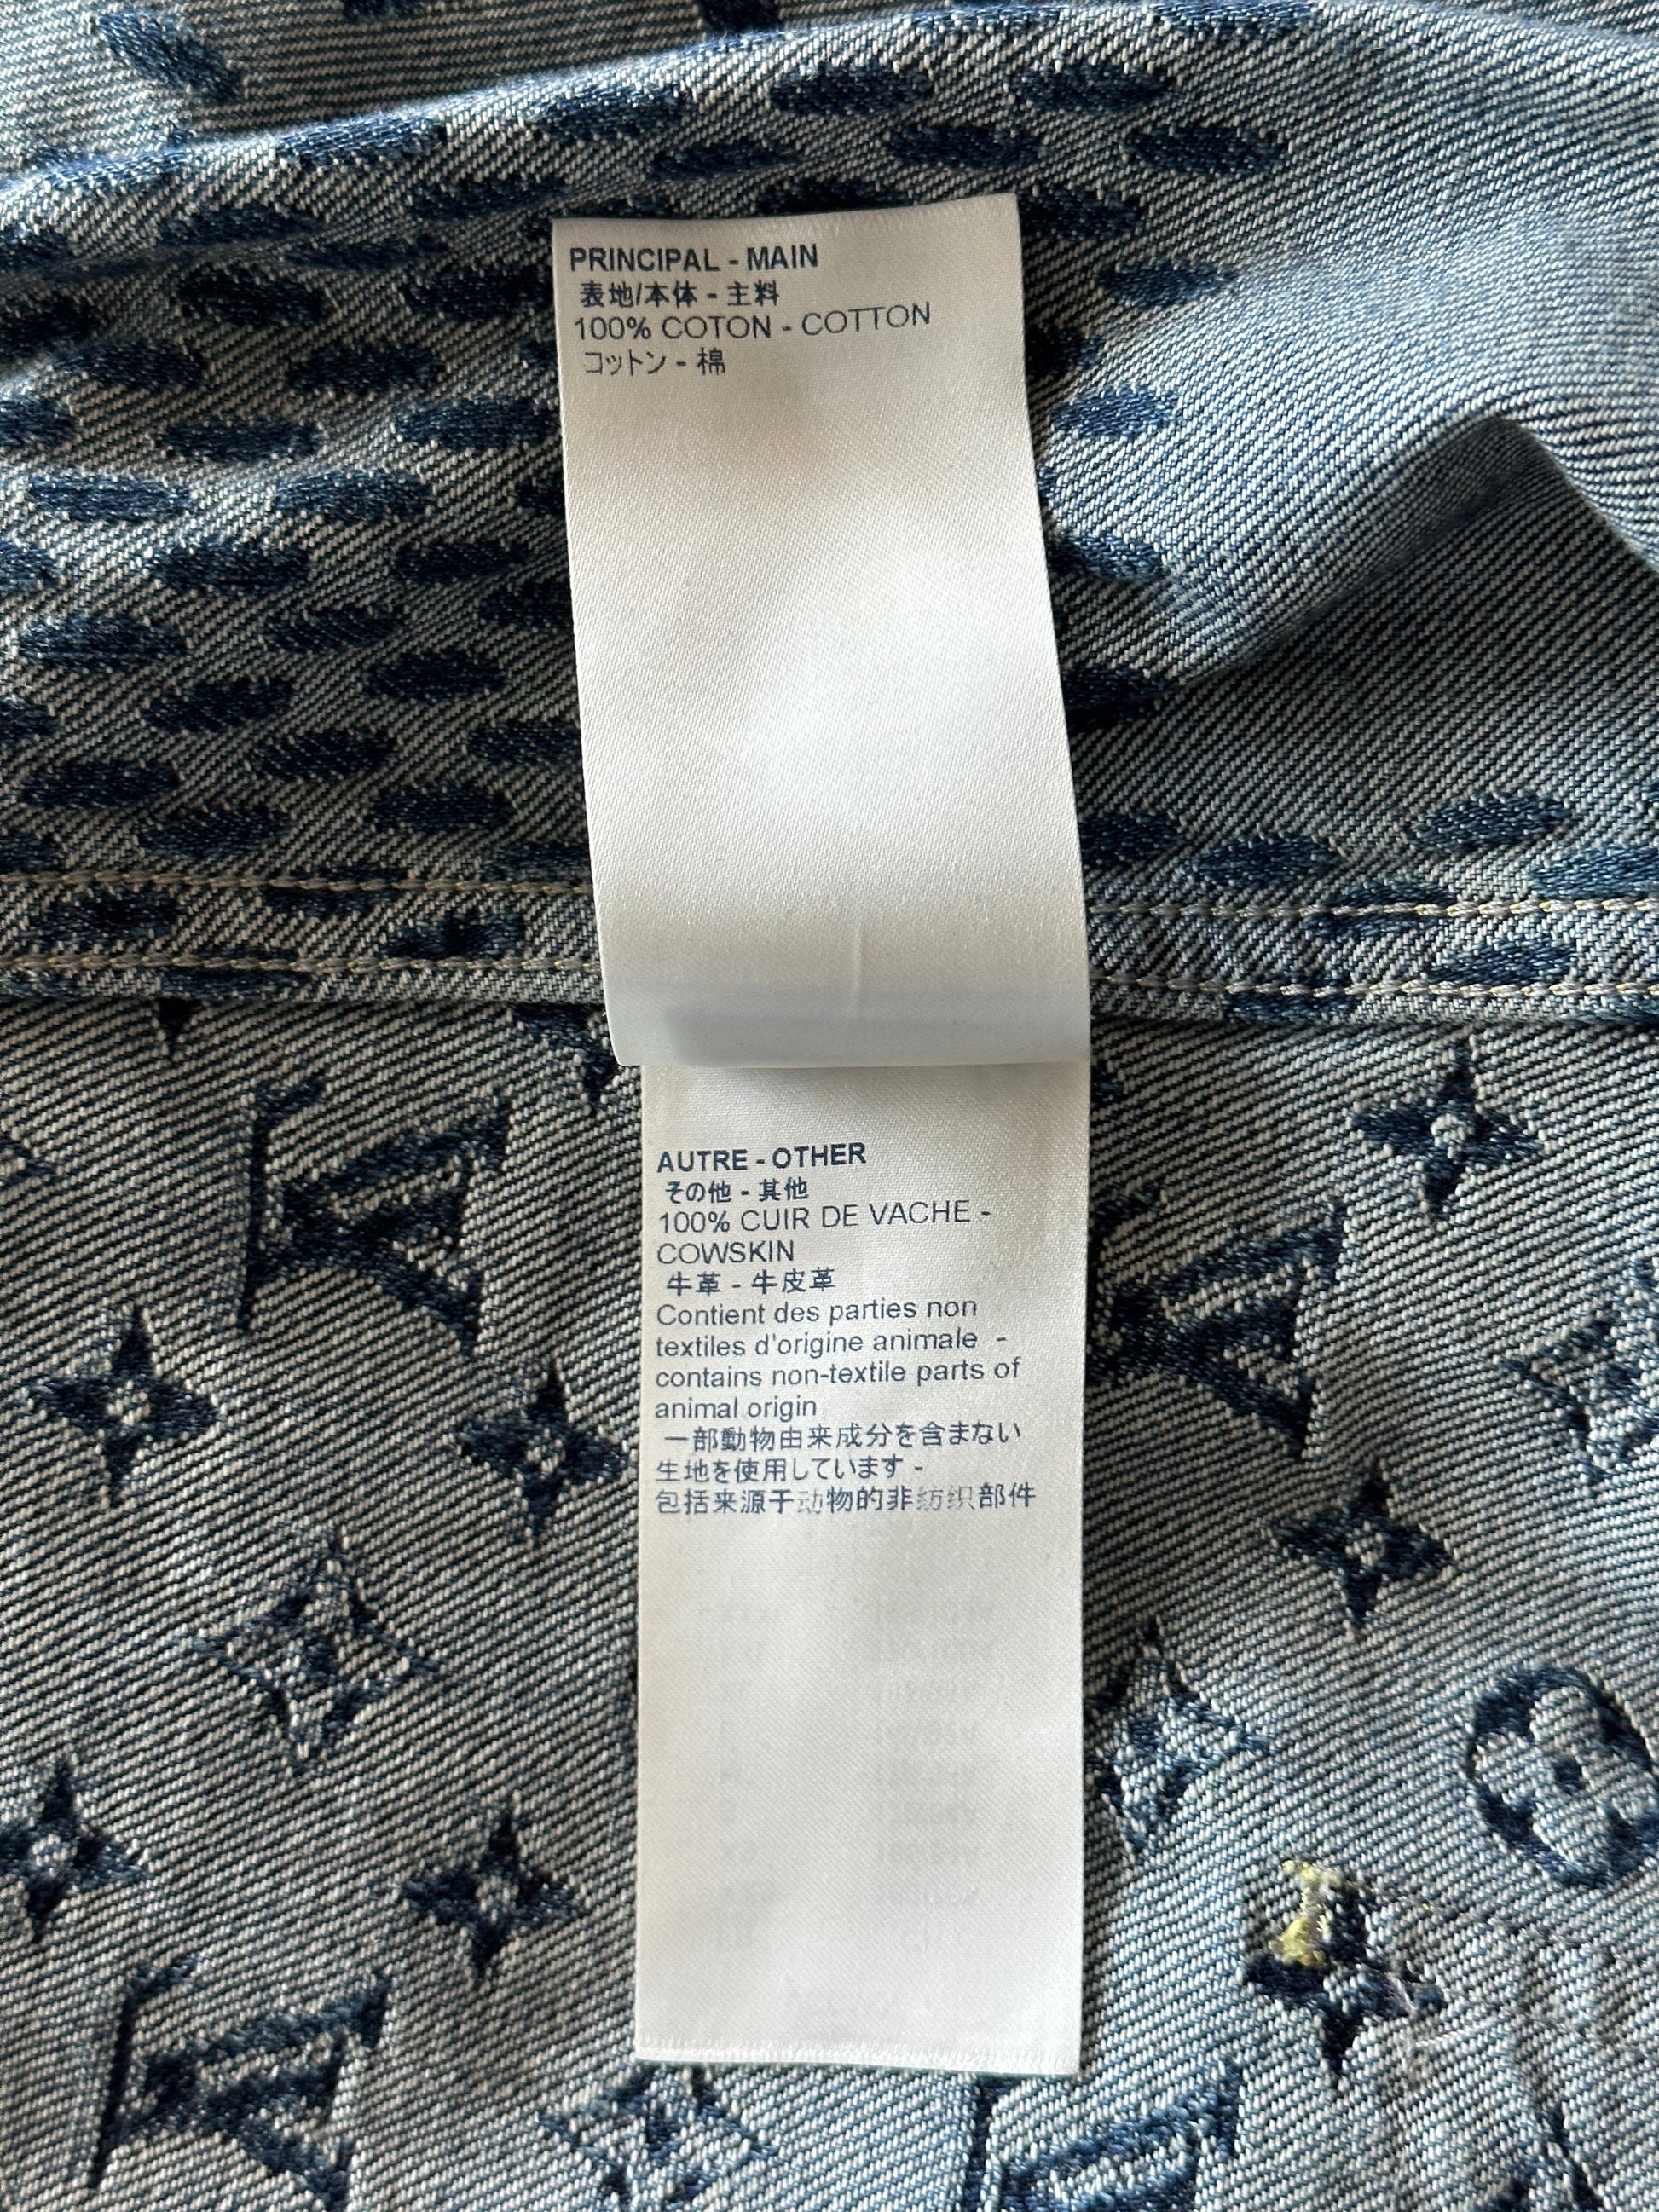 PRINCIPAL - MAIN
表地/本体 - 主料
100% COTON - COTTON
コットン - 棉
AUTRE - OTHER
その他 - 其他
100% CUIR DE VACHE -
COWSKIN
牛革 - 牛皮革
Contient des parties non
textiles d'origine animale -
contains non-textile parts of
animal origin
一部動物由来成分を含まない
生地を使用しています -
包括来源于动物的非纺织部件